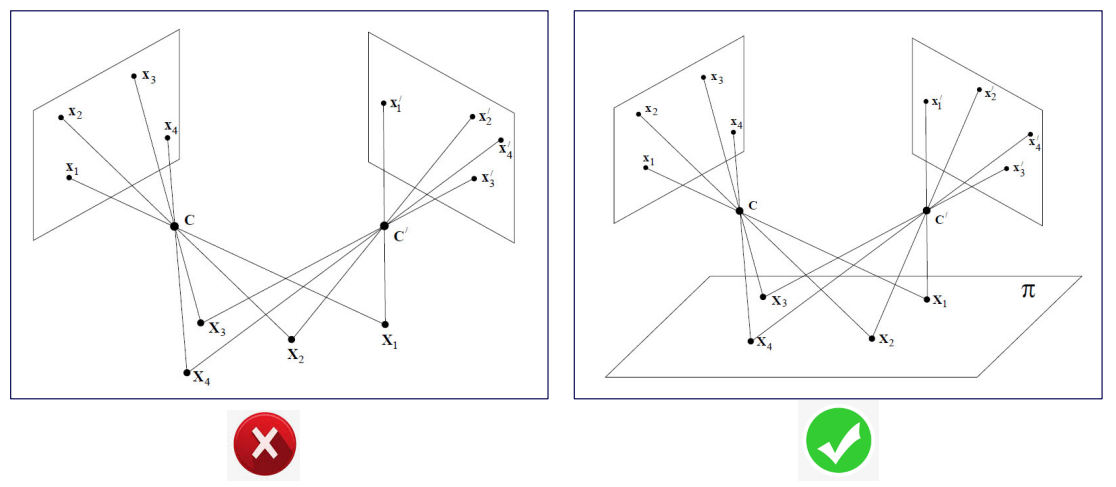 x₃
x₂
x₄
x₁
C
X₃
X₄
X₂
X₁
x₁′
x₂′
x₄′
x₃′
C′
x₃
x₂
x₄
x₁
C
X₃
X₄
X₂
X₁
π
x₁′
x₂′
x₄′
x₃′
C′